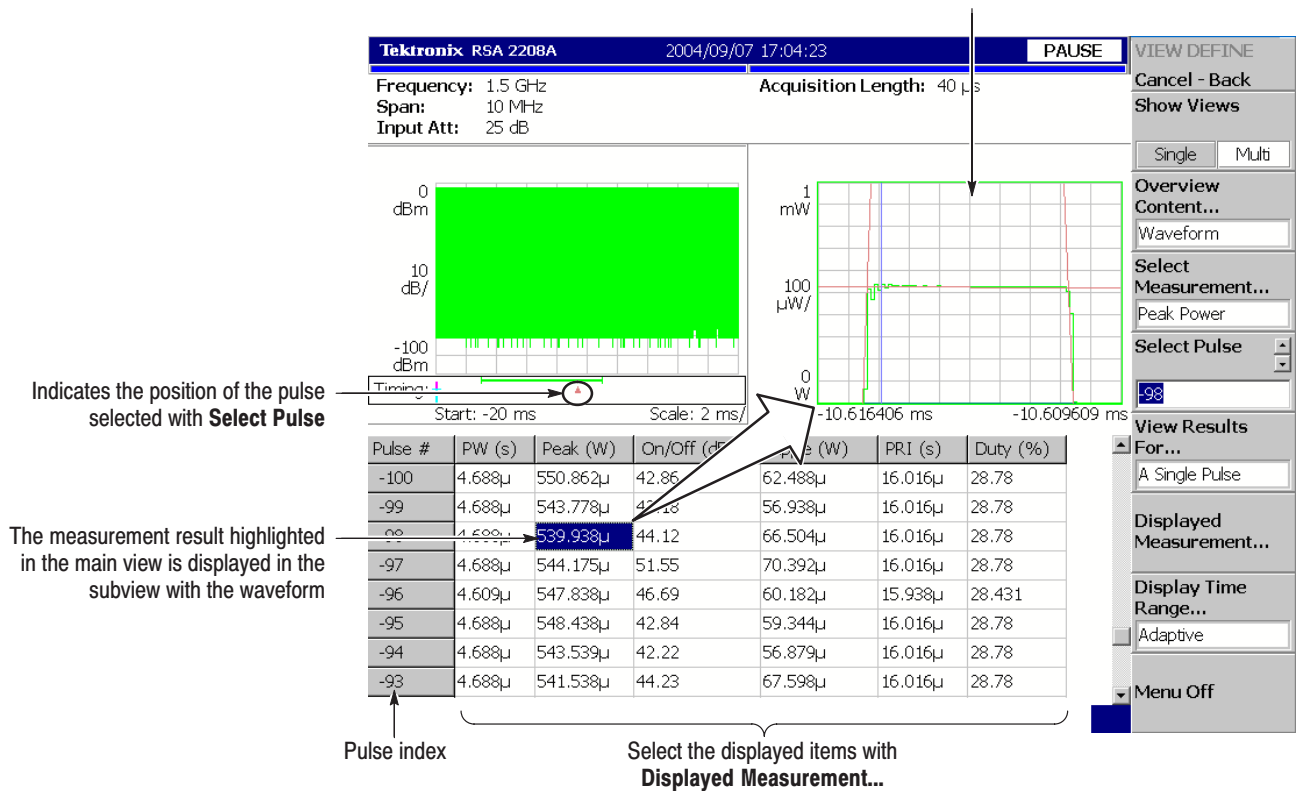 Tektronix RSA 2208A 2004/09/07 17:04:23 PAUSE
Frequency: 1.5 GHz
Span: 10 MHz
Input Att: 25 dB
Acquisition Length: 40 µs
0
dBm
10
dB/
-100
dBm
Timing:
Start: -20 ms Scale: 2 ms/
1
mW
100
µW/
0
W
-10.616406 ms -10.609609 ms
Indicates the position of the pulse
selected with Select Pulse
The measurement result highlighted
in the main view is displayed in the
subview with the waveform
Pulse # PW (s) Peak (W) On/Off (dB) (W) PRI (s) Duty (%)
-100 4.688µ 550.862µ 42.86 62.488µ 16.016µ 28.78
-99 4.688µ 543.778µ 56.938µ 16.016µ 28.78
-98 4.688µ 539.938µ 44.12 66.504µ 16.016µ 28.78
-97 4.688µ 544.175µ 51.55 70.392µ 16.016µ 28.78
-96 4.609µ 547.838µ 46.69 60.182µ 15.938µ 28.431
-95 4.688µ 548.438µ 42.84 59.344µ 16.016µ 28.78
-94 4.688µ 543.539µ 42.22 56.879µ 16.016µ 28.78
-93 4.688µ 541.538µ 44.23 67.598µ 16.016µ 28.78
Pulse index
Select the displayed items with
Displayed Measurement...
VIEW DEFINE
Cancel - Back
Show Views
Single Multi
Overview
Content...
Waveform
Select
Measurement...
Peak Power
Select Pulse
-98
View Results
For...
A Single Pulse
Displayed
Measurement...
Display Time
Range...
Adaptive
Menu Off